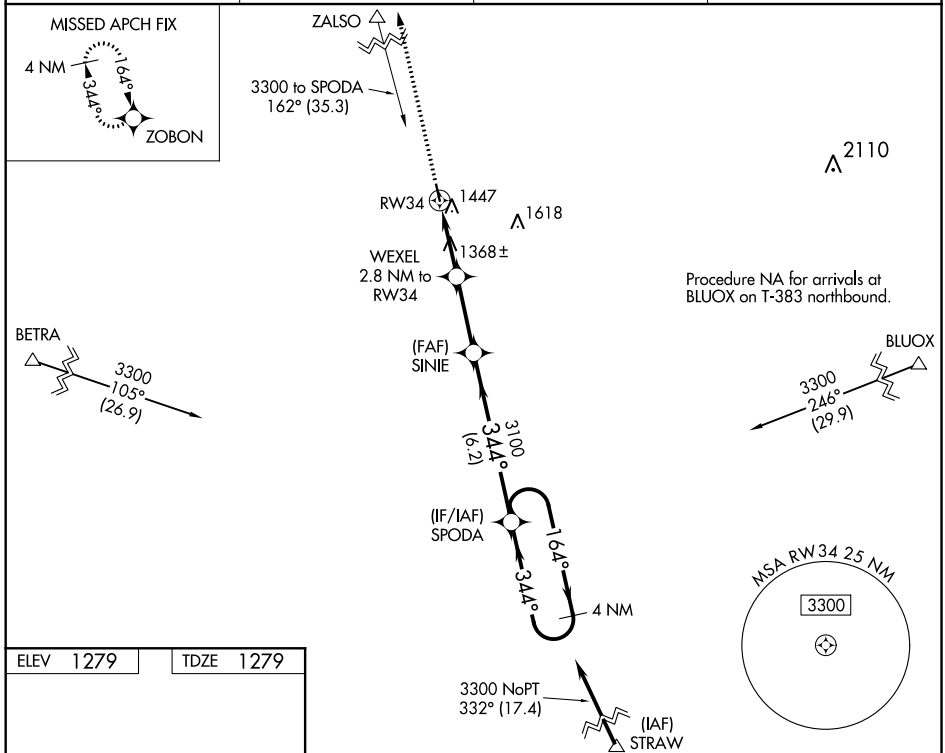 MISSED APCH FIX
4 NM
344°
164°
ZOBON
ZALSO
3300 to SPODA
162° (35.3)
2110
RW34
1447
1618
1368±
WEXEL
2.8 NM to
RW34
Procedure NA for arrivals at
BLUOX on T-383 northbound.
BETRA
3300
105°
(26.9)
(FAF)
SINIE
BLUOX
3300
246°
(29.9)
3100
344°
(6.2)
(IF/IAF)
SPODA
164°
344°
4 NM
MSA RW34 25 NM
3300
ELEV 1279
TDZE 1279
3300 NoPT
332° (17.4)
(IAF)
STRAW